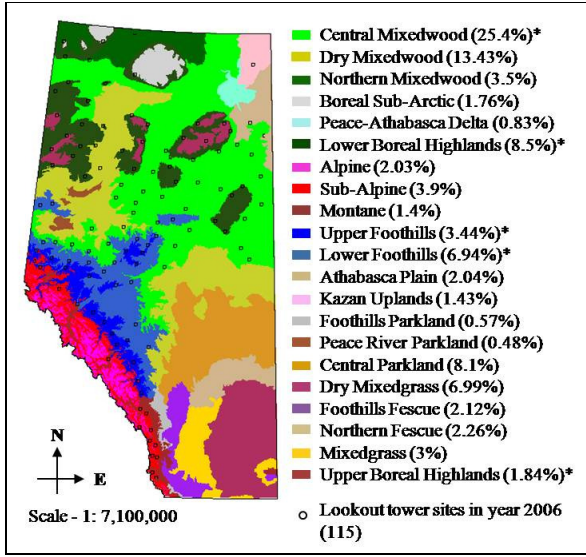 Central Mixedwood (25.4%)*
Dry Mixedwood (13.43%)
Northern Mixedwood (3.5%)
Boreal Sub-Arctic (1.76%)
Peace-Athabasca Delta (0.83%)
Lower Boreal Highlands (8.5%)*
Alpine (2.03%)
Sub-Alpine (3.9%)
Montane (1.4%)
Upper Foothills (3.44%)*
Lower Foothills (6.94%)*
Athabasca Plain (2.04%)
Kazan Uplands (1.43%)
Foothills Parkland (0.57%)
Peace River Parkland (0.48%)
Central Parkland (8.1%)
Dry Mixedgrass (6.99%)
Foothills Fescue (2.12%)
Northern Fescue (2.26%)
Mixedgrass (3%)
Upper Boreal Highlands (1.84%)*
Lookout tower sites in year 2006
(115)
N
E
Scale - 1: 7,100,000